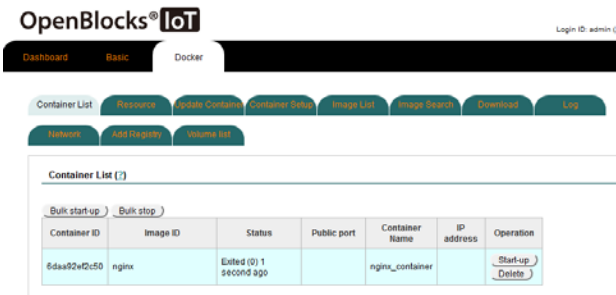 OpenBlocks® IoT
Login ID: admin (
Dashboard Basic Docker
Container List Resource Update Container Container Setup Image List Image Search Download Log
Network Add Registry Volume list
Container List (?)
Bulk start-up Bulk stop
Container ID Image ID Status Public port Container Name IP address Operation
6daa92ef2c50 nginx Exited (0) 1 second ago nginx_container Start-up
Delete